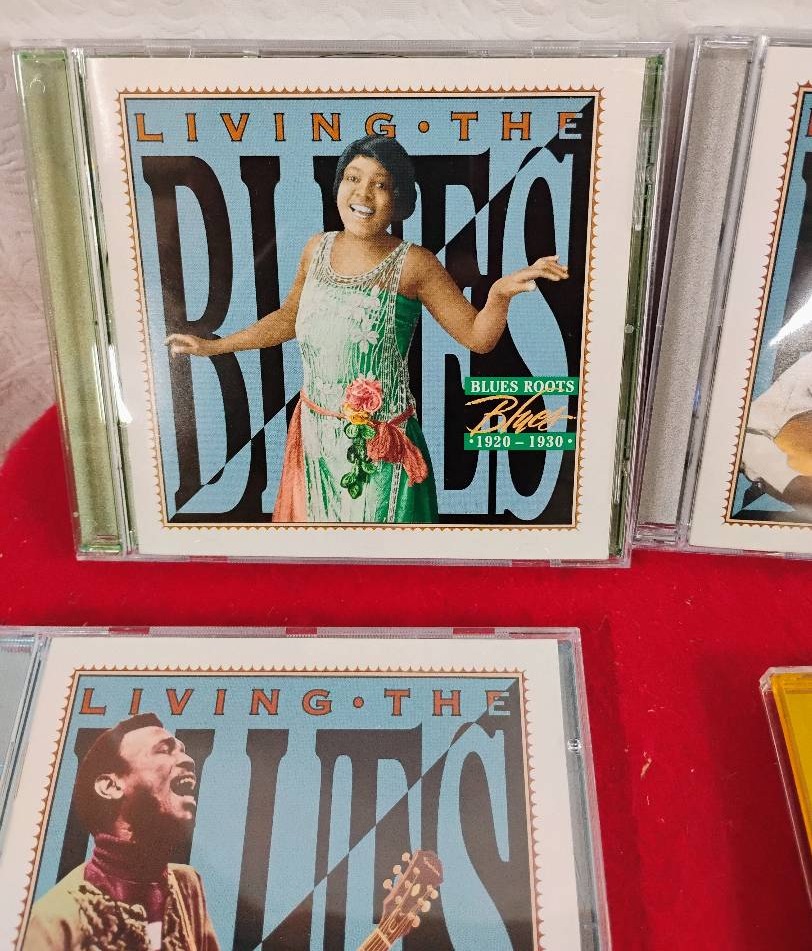 LIVING • THE
BLUES
BLUES ROOTS
Blues
• 1920 – 1930 •
LIVING • THE
BLUES